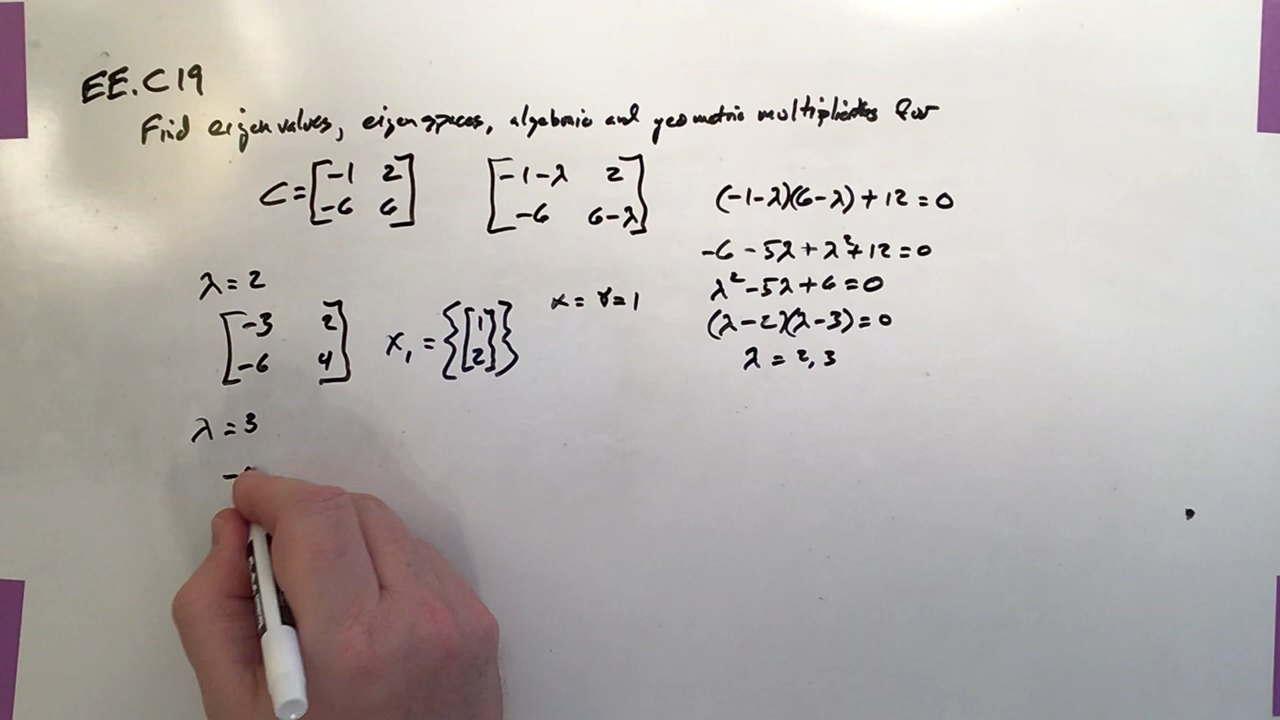 EE.C19
Find eigenvalues, eigenspaces, algebraic and geometric multiplicities for
C = [-1 2; -6 6] [-1-λ 2; -6 6-λ]
(-1-λ)(6-λ)+12=0
-6-5λ+λ²+12=0
λ²-5λ+6=0
(λ-2)(λ-3)=0
λ=2,3
λ=2
[-3 2; -6 4] X₁ = {[1; 2]} α=γ=1
λ=3